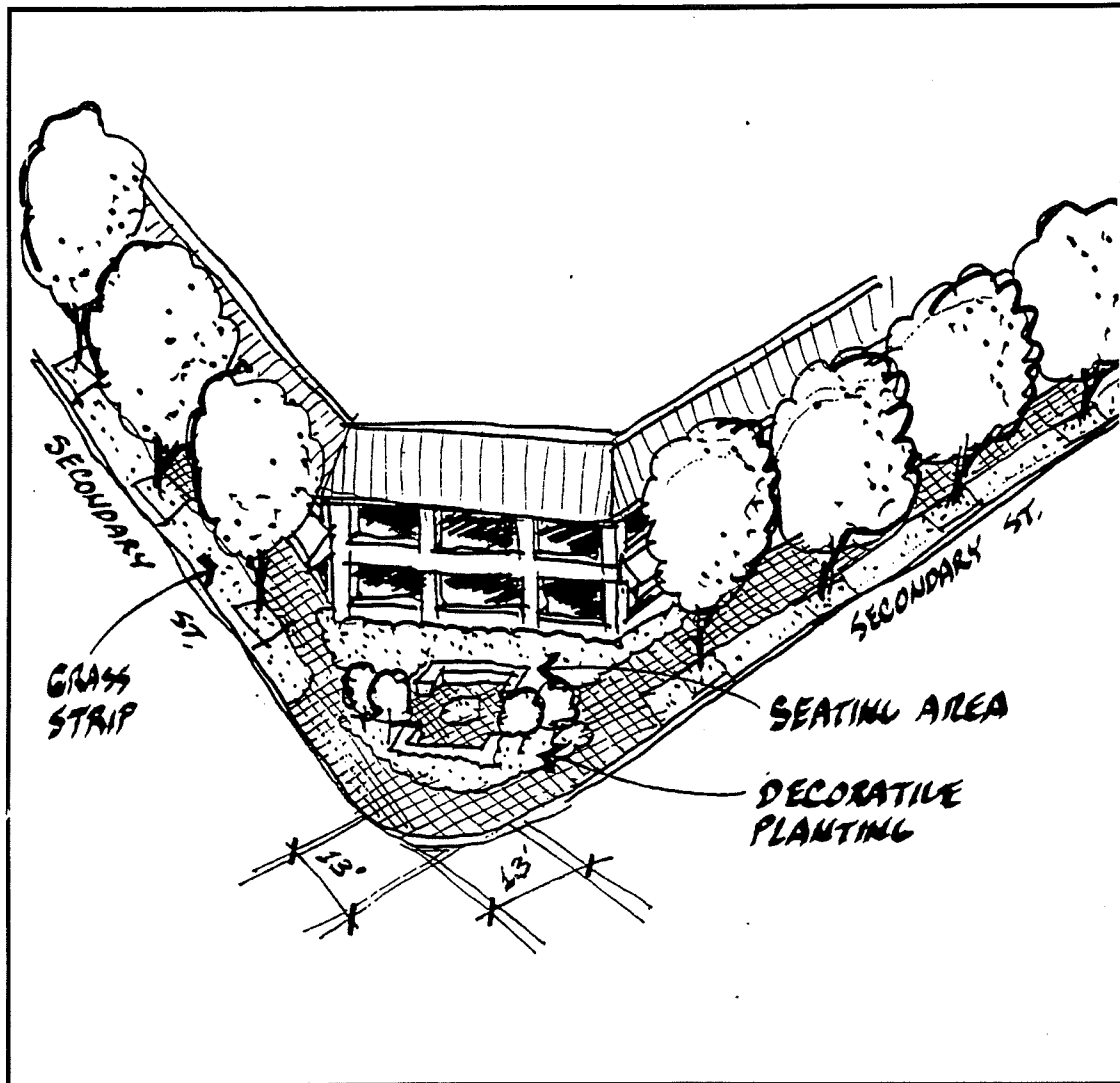 SECONDARY ST.
GRASS
STRIP
SECONDARY ST.
SEATING AREA
DECORATIVE
PLANTING
13'
13'